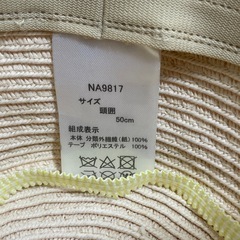 NA9817
サイズ
頭囲
50cm
組成表示
本体 分類外繊維(紙) 100%
テープ ポリエステル 100%